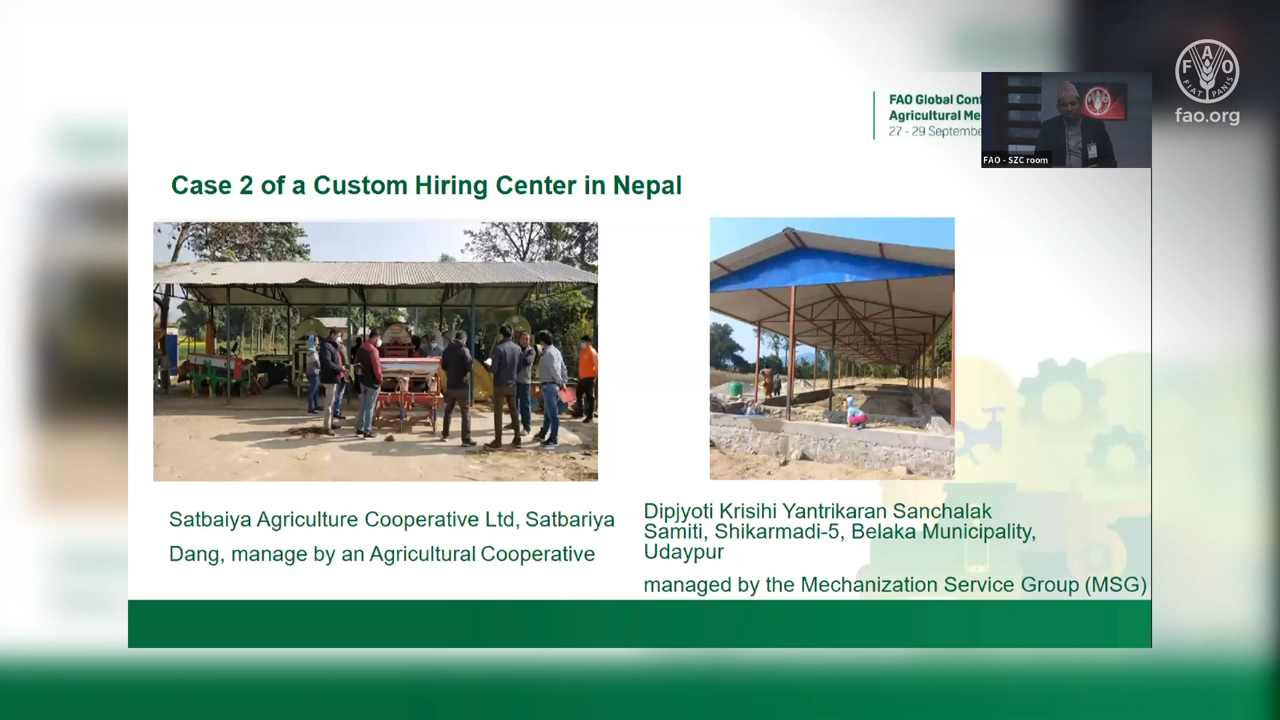 FAO
FIAT PANIS
fao.org
FAO Global Con
Agricultural Me
27 - 29 Septembe
FAO - SZC room
Case 2 of a Custom Hiring Center in Nepal
Satbaiya Agriculture Cooperative Ltd, Satbariya
Dang, manage by an Agricultural Cooperative
Dipjyoti Krisihi Yantrikaran Sanchalak
Samiti, Shikarmadi-5, Belaka Municipality,
Udaypur
managed by the Mechanization Service Group (MSG)